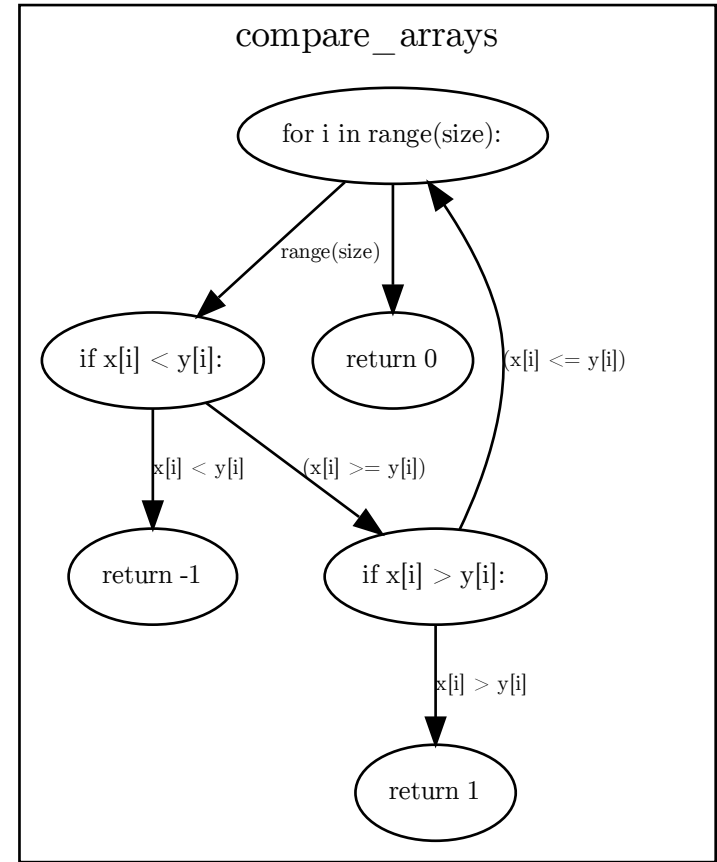 compare_arrays
for i in range(size):
range(size)
if x[i] < y[i]:
return 0
(x[i] <= y[i])
x[i] < y[i]
(x[i] >= y[i])
return -1
if x[i] > y[i]:
x[i] > y[i]
return 1